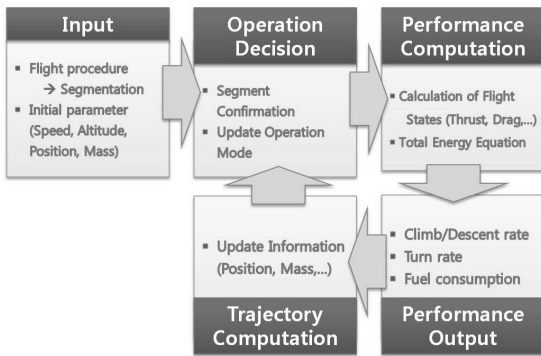 Input
▪ Flight procedure
→ Segmentation
▪ Initial parameter
(Speed, Altitude,
Position, Mass)
Operation
Decision
▪ Segment
Confirmation
▪ Update Operation
Mode
Performance
Computation
▪ Calculation of Flight
States (Thrust, Drag,...)
▪ Total Energy Equation
▪ Climb/Descent rate
▪ Turn rate
▪ Fuel consumption
Performance
Output
▪ Update Information
(Position, Mass,...)
Trajectory
Computation